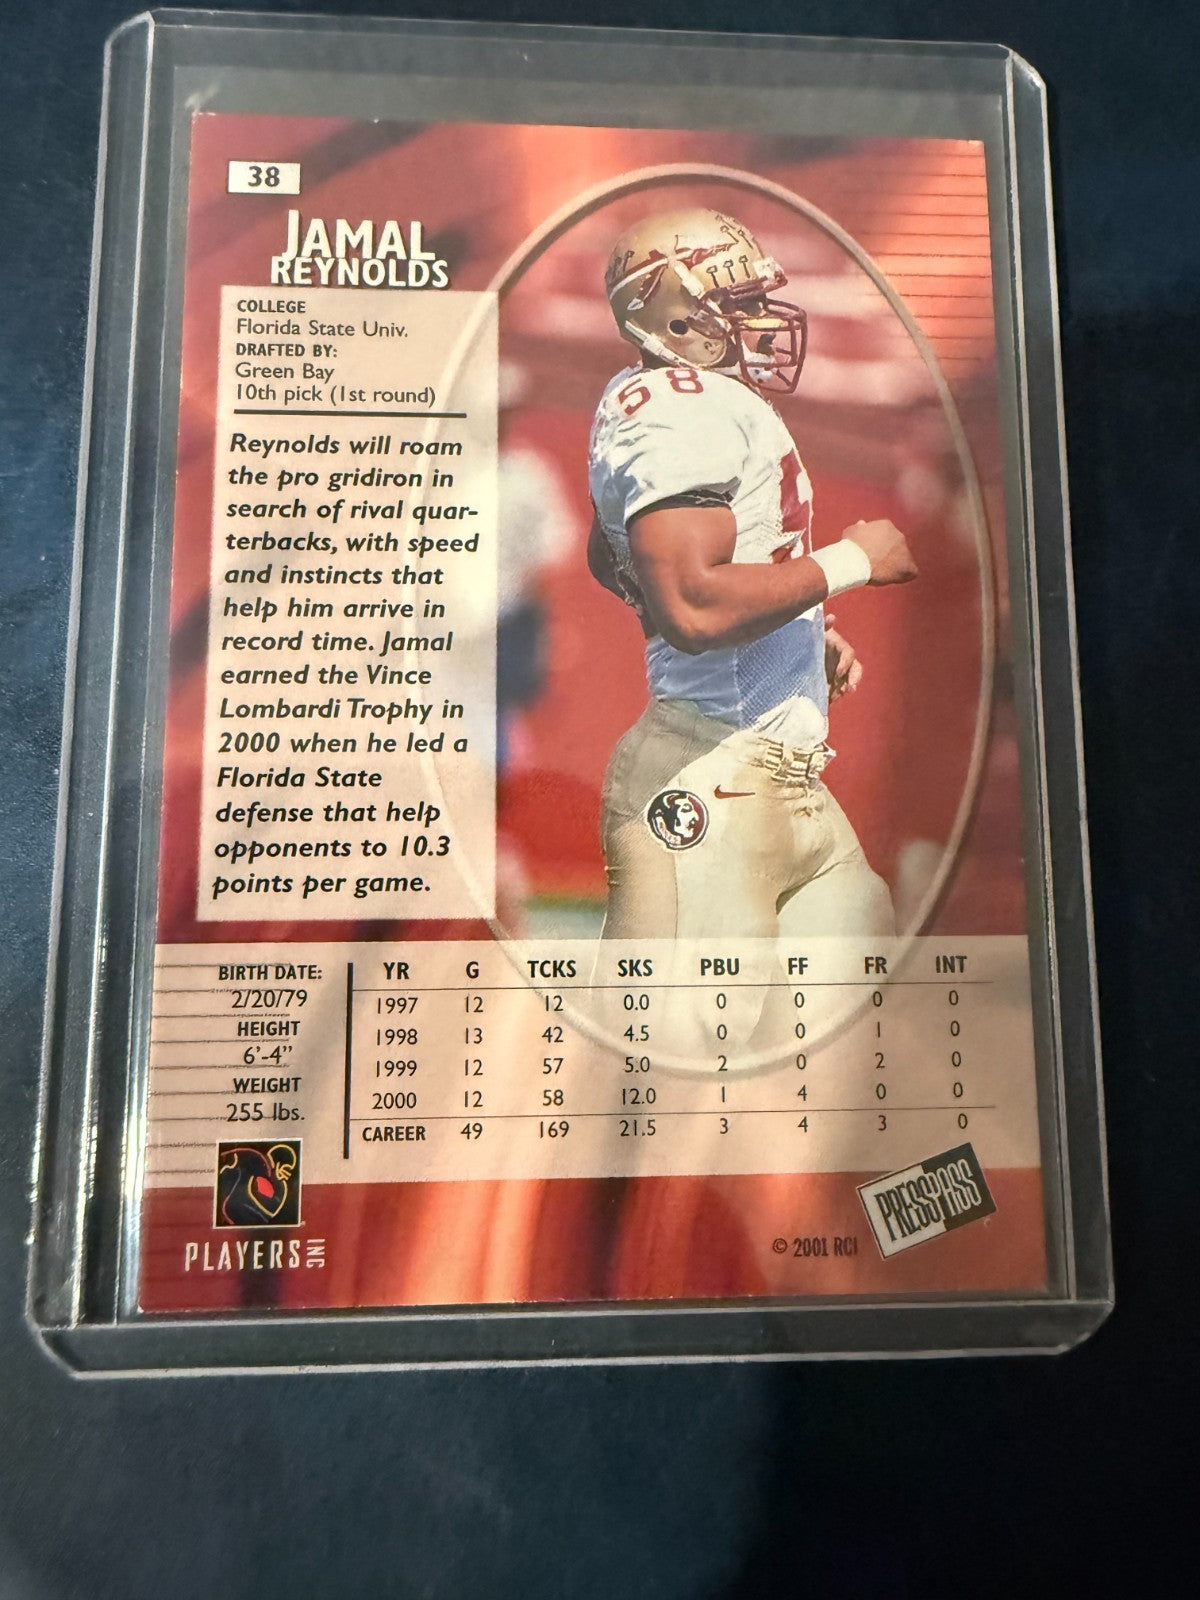 38
JAMAL
REYNOLDS
COLLEGE
Florida State Univ.
DRAFTED BY:
Green Bay
10th pick (1st round)
Reynolds will roam
the pro gridiron in
search of rival quar-
terbacks, with speed
and instincts that
help him arrive in
record time. Jamal
earned the Vince
Lombardi Trophy in
2000 when he led a
Florida State
defense that help
opponents to 10.3
points per game.
58
BIRTH DATE:
2/20/79
HEIGHT
6'-4"
WEIGHT
255 lbs.
YR G TCKS SKS PBU FF FR INT
1997 12 12 0.0 0 0 0 0
1998 13 42 4.5 0 0 1 0
1999 12 57 5.0 2 0 2 0
2000 12 58 12.0 1 4 0 0
CAREER 49 169 21.5 3 4 3 0
PLAYERS INC
© 2001 RCI
PRESS PASS